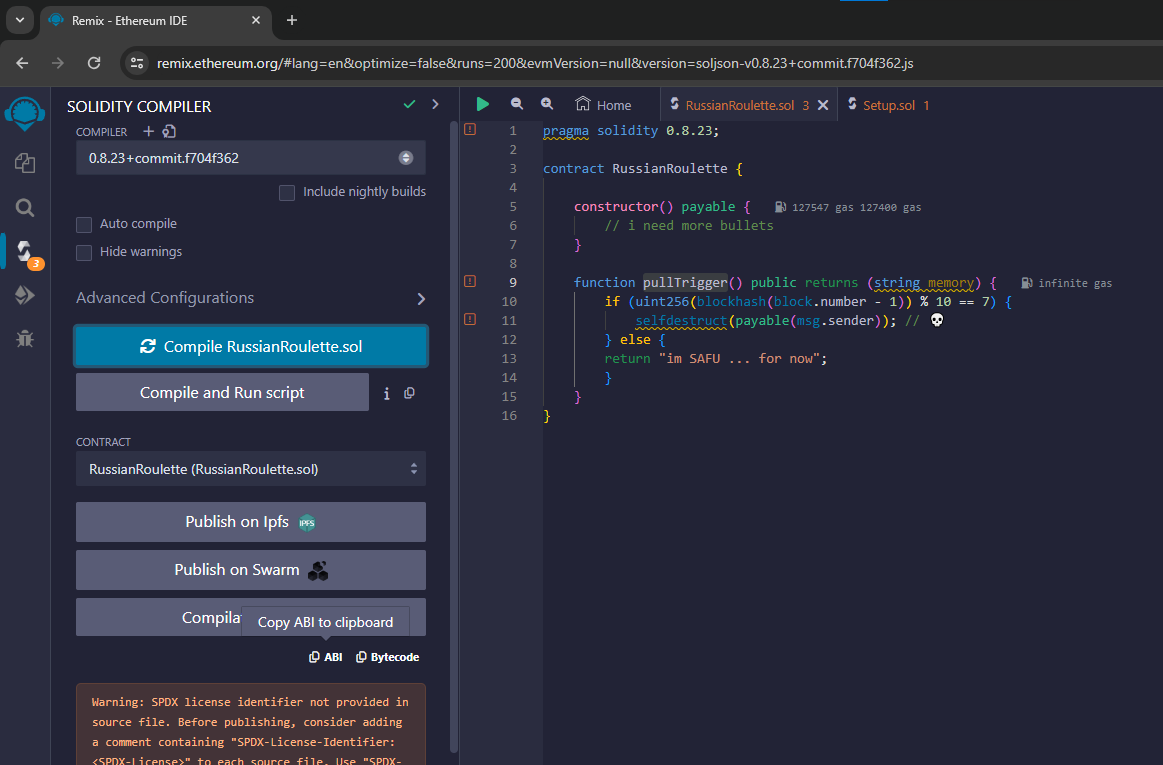 Remix - Ethereum IDE
remix.ethereum.org/#lang=en&optimize=false&runs=200&evmVersion=null&version=soljson-v0.8.23+commit.f704f362.js
SOLIDITY COMPILER
COMPILER
0.8.23+commit.f704f362
Include nightly builds
Auto compile
Hide warnings
3
Advanced Configurations
Compile RussianRoulette.sol
Compile and Run script
CONTRACT
RussianRoulette (RussianRoulette.sol)
Publish on Ipfs IPFS
Publish on Swarm
Compila
Copy ABI to clipboard
ABI Bytecode
Warning: SPDX license identifier not provided in
source file. Before publishing, consider adding
a comment containing "SPDX-License-Identifier:
<SPDX-License>" to each source file. Use "SPDX-
Home RussianRoulette.sol 3 Setup.sol 1
1 pragma solidity 0.8.23;
2
3 contract RussianRoulette {
4
5 constructor() payable { 127547 gas 127400 gas
6 // i need more bullets
7 }
8
9 function pullTrigger() public returns (string memory) { infinite gas
10 if (uint256(blockhash(block.number - 1)) % 10 == 7) {
11 selfdestruct(payable(msg.sender)); // 💀
12 } else {
13 return "im SAFU ... for now";
14 }
15 }
16 }